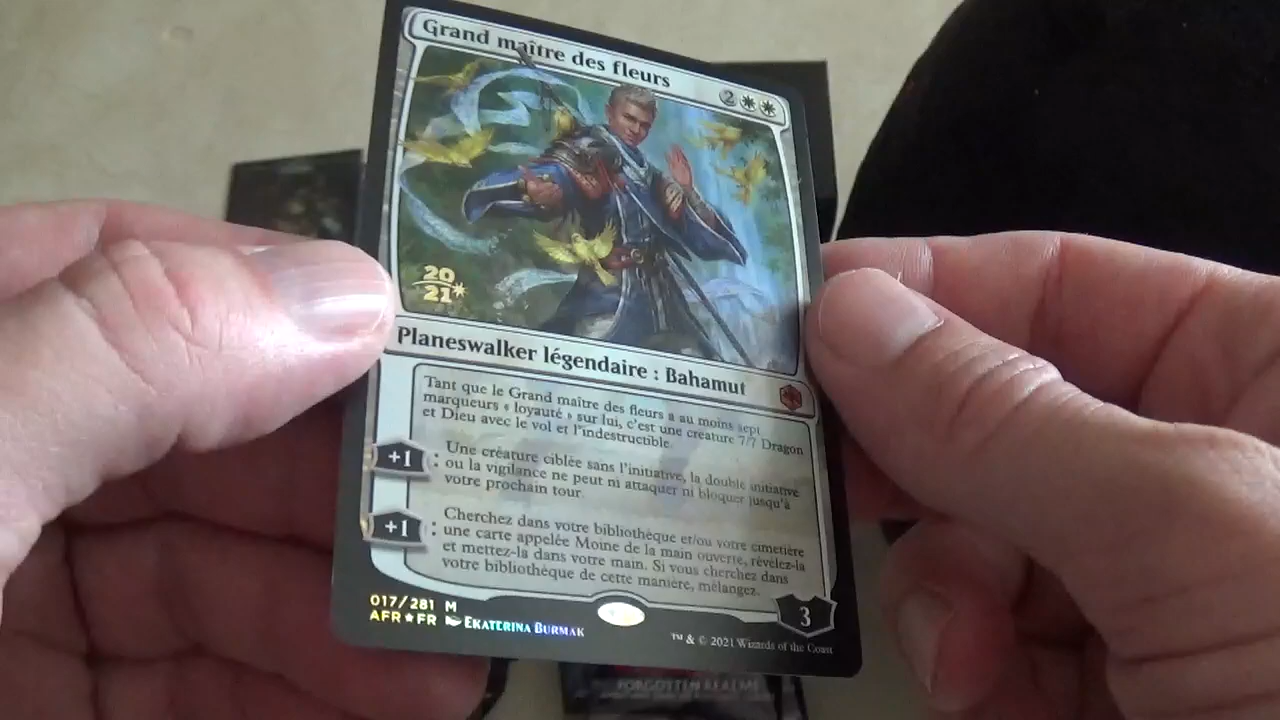 Grand maître des fleurs
2
20
21
Planeswalker légendaire : Bahamut
Tant que le Grand maître des fleurs a au moins sept
marqueurs « loyauté » sur lui, c'est une créature 7/7 Dragon
et Dieu avec le vol et l'indestructible.
+1 : Une créature ciblée sans l'initiative, la double initiative
ou la vigilance ne peut ni attaquer ni bloquer jusqu'à
votre prochain tour.
+1 : Cherchez dans votre bibliothèque et/ou votre cimetière
une carte appelée Moine de la main ouverte, révélez-la
et mettez-la dans votre main. Si vous cherchez dans
votre bibliothèque de cette manière, mélangez.
3
017/281 M
AFR★FR EKATERINA BURMAK
™ & © 2021 Wizards of the Coast
FORGOTTEN REALMS